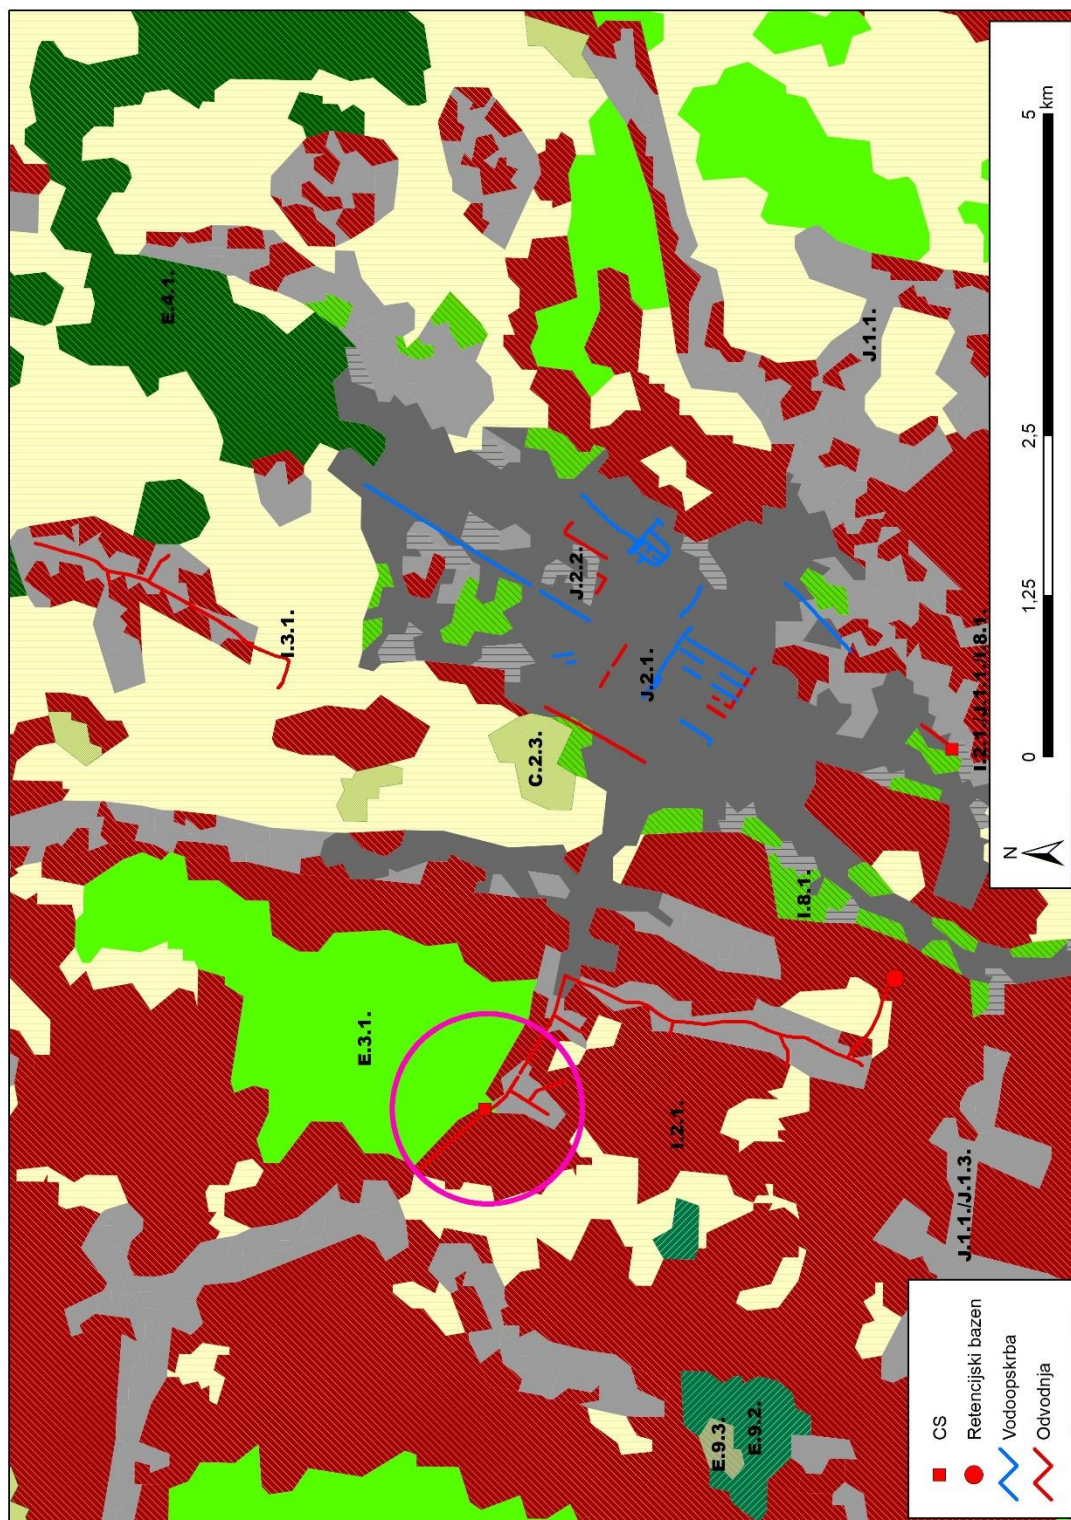 E.4.1.
I.3.1.
J.1.1.
J.2.2.
J.2.1.
C.2.3.
I.2.1./J.1.1./I.8.1.
I.8.1.
E.3.1.
I.2.1.
J.1.1./J.1.3.
E.9.3.
E.9.2.
N
0
1,25
2,5
5
km
CS
Retencijski bazen
Vodoopskrba
Odvodnja